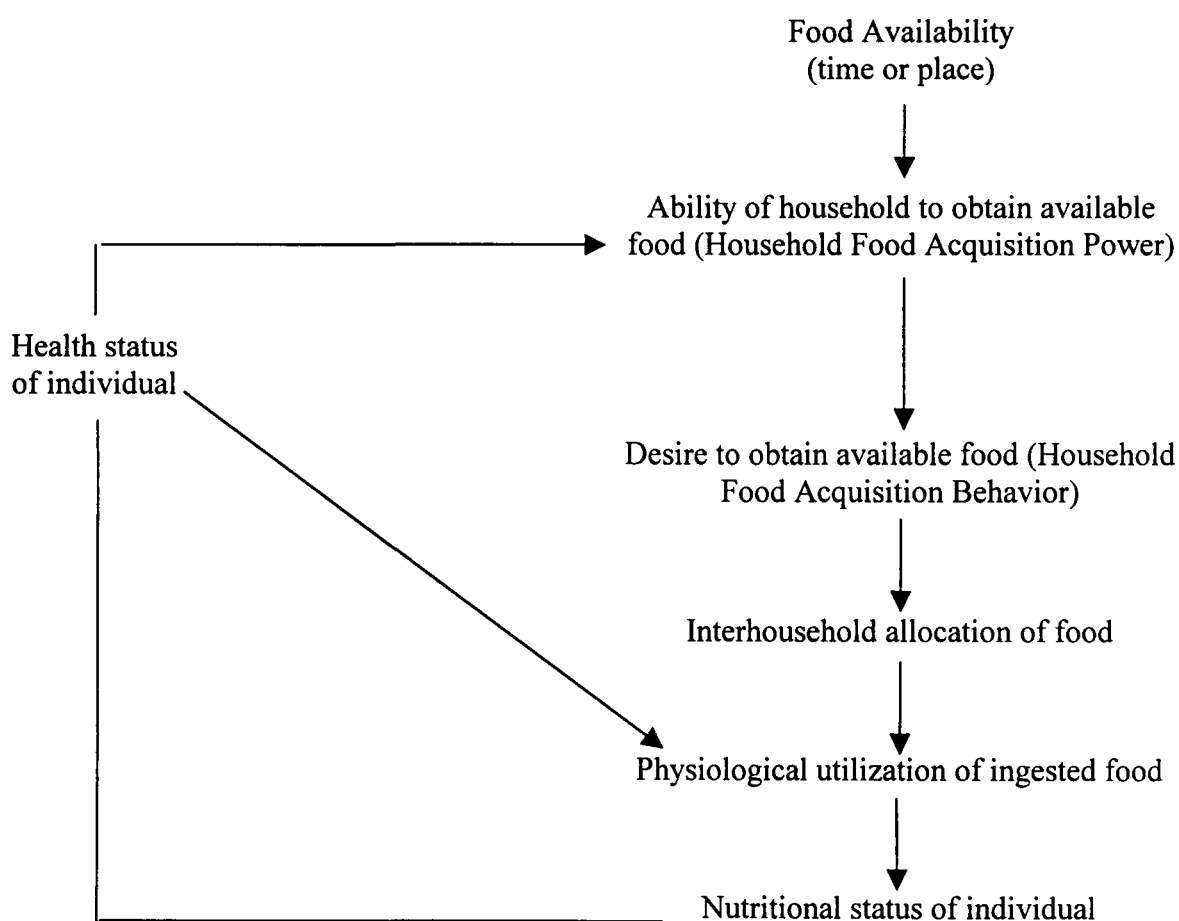 Food Availability
(time or place)
Ability of household to obtain available
food (Household Food Acquisition Power)
Health status
of individual
Desire to obtain available food (Household
Food Acquisition Behavior)
Interhousehold allocation of food
Physiological utilization of ingested food
Nutritional status of individual